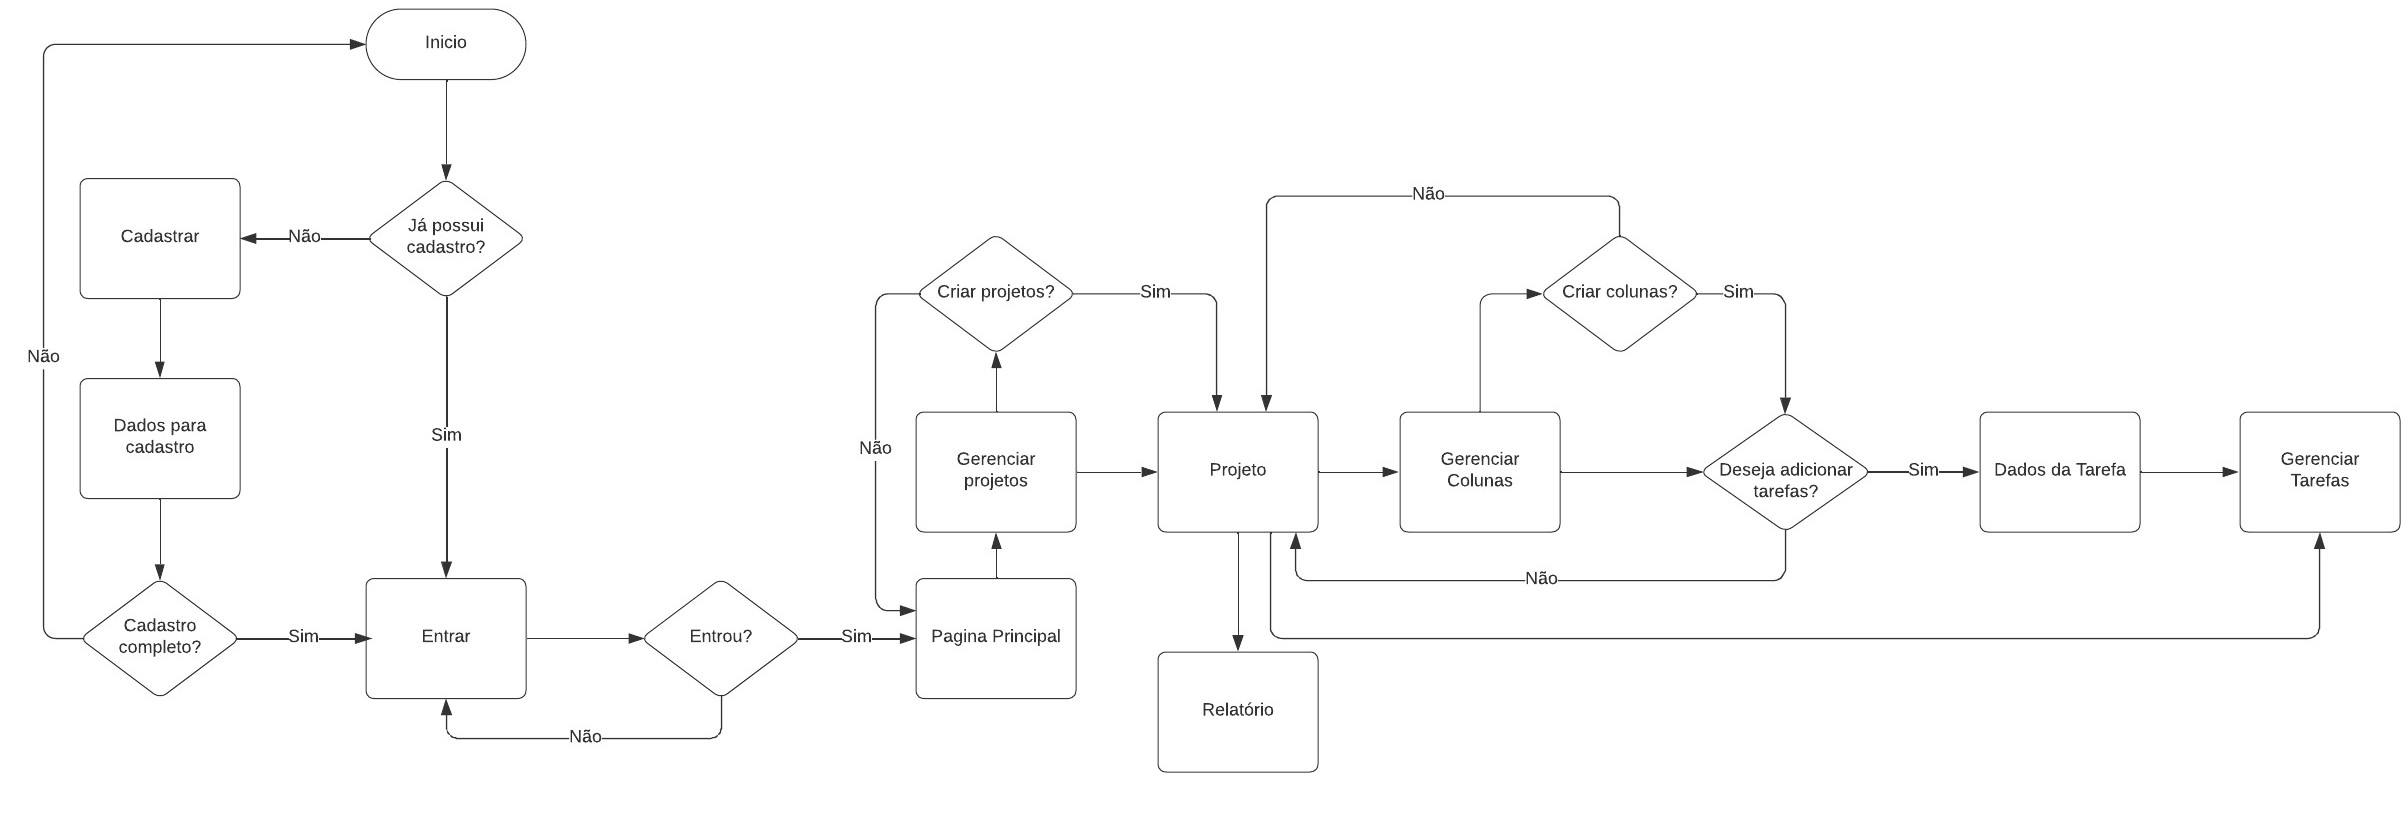 Inicio
Já possui
cadastro?
Não
Cadastrar
Não
Dados para
cadastro
Sim
Cadastro
completo?
Sim
Entrar
Entrou?
Não
Sim
Pagina Principal
Gerenciar
projetos
Não
Criar projetos?
Sim
Projeto
Relatório
Gerenciar
Colunas
Criar colunas?
Não
Sim
Deseja adicionar
tarefas?
Não
Sim
Dados da Tarefa
Gerenciar
Tarefas